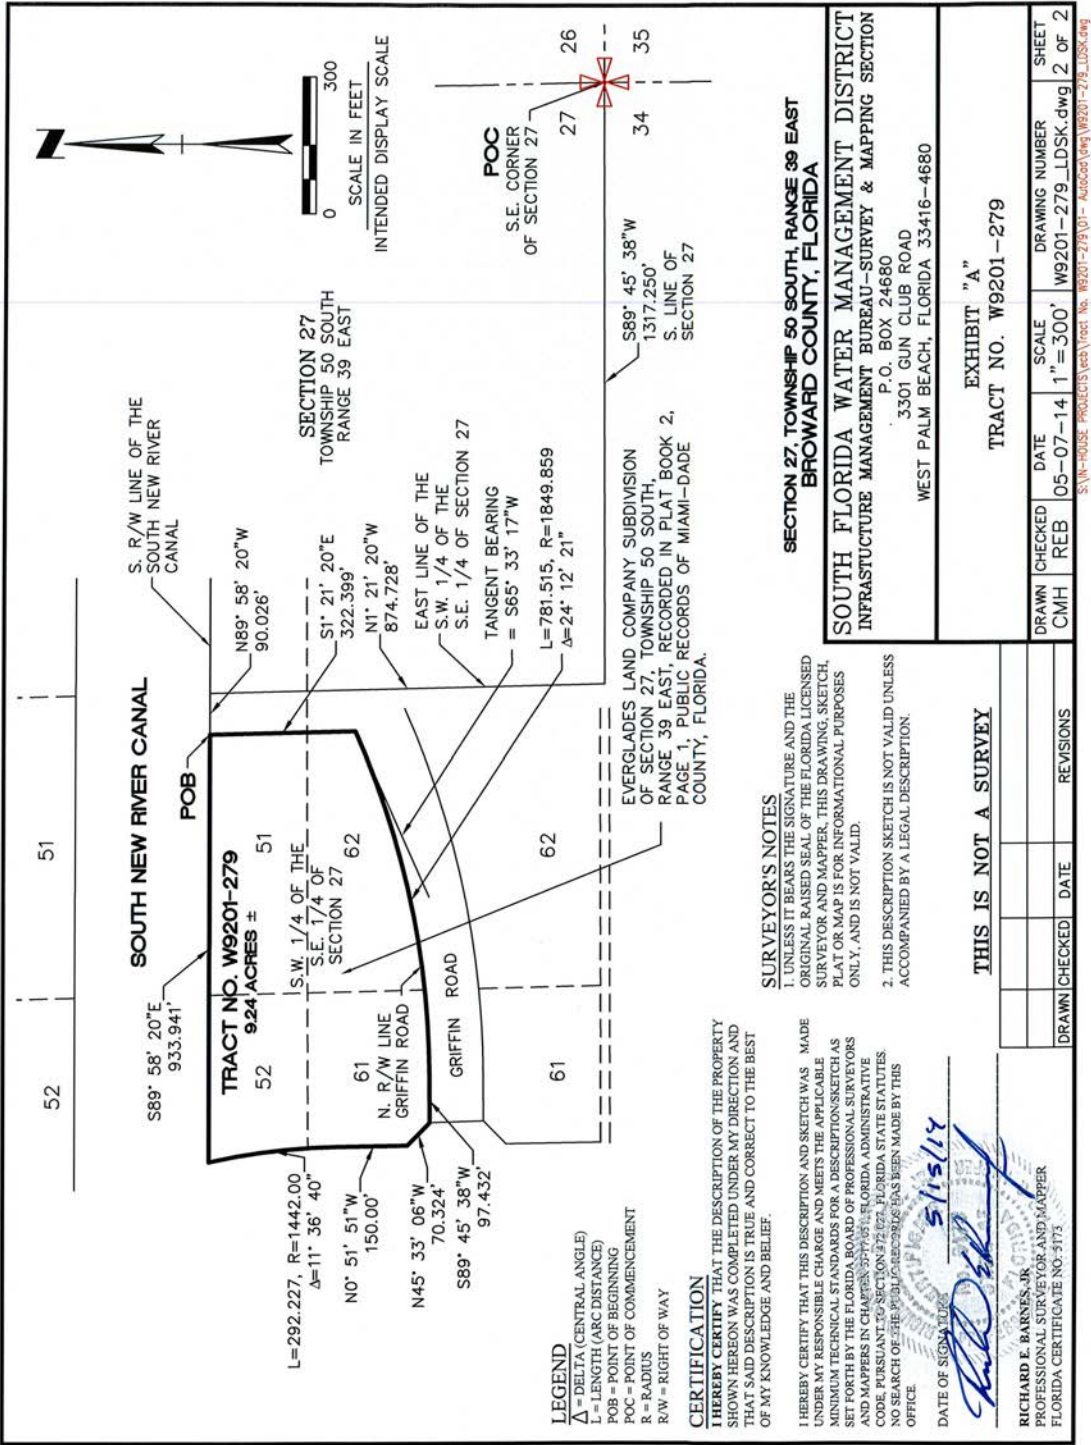 51
52
SOUTH NEW RIVER CANAL
S. R/W LINE OF THE
SOUTH NEW RIVER
CANAL
S89° 58' 20"E
933.941'
POB
N89° 58' 20"W
90.026'
TRACT NO. W9201-279
9.24 ACRES ±
52
51
S.W. 1/4 OF THE
S.E. 1/4 OF
SECTION 27
61
62
N. R/W LINE
GRIFFIN ROAD
GRIFFIN
ROAD
61
62
L=292.227, R=1442.00
Δ=11° 36' 40"
N0° 51' 51"W
150.00'
N45° 33' 06"W
70.324'
S89° 45' 38"W
97.432'
S1° 21' 20"E
322.399'
N1° 21' 20"W
874.728'
EAST LINE OF THE
S.W. 1/4 OF THE
S.E. 1/4 OF SECTION 27
TANGENT BEARING
= S65° 33' 17"W
L=781.515, R=1849.859
Δ=24° 12' 21"
SECTION 27
TOWNSHIP 50 SOUTH
RANGE 39 EAST
N
0
300
SCALE IN FEET
INTENDED DISPLAY SCALE
POC
S.E. CORNER
OF SECTION 27
27
26
34
35
S89° 45' 38"W
1317.250'
S. LINE OF
SECTION 27
EVERGLADES LAND COMPANY SUBDIVISION
OF SECTION 27, TOWNSHIP 50 SOUTH,
RANGE 39 EAST, RECORDED IN PLAT BOOK 2,
PAGE 1, PUBLIC RECORDS OF MIAMI-DADE
COUNTY, FLORIDA.
LEGEND
Δ = DELTA (CENTRAL ANGLE)
L = LENGTH (ARC DISTANCE)
POB = POINT OF BEGINNING
POC = POINT OF COMMENCEMENT
R = RADIUS
R/W = RIGHT OF WAY
CERTIFICATION
I HEREBY CERTIFY THAT THE DESCRIPTION OF THE PROPERTY
SHOWN HEREON WAS COMPLETED UNDER MY DIRECTION AND
THAT SAID DESCRIPTION IS TRUE AND CORRECT TO THE BEST
OF MY KNOWLEDGE AND BELIEF.
I HEREBY CERTIFY THAT THIS DESCRIPTION AND SKETCH WAS MADE
UNDER MY RESPONSIBLE CHARGE AND MEETS THE APPLICABLE
MINIMUM TECHNICAL STANDARDS FOR A DESCRIPTION/SKETCH AS
SET FORTH BY THE FLORIDA BOARD OF PROFESSIONAL SURVEYORS
AND MAPPERS IN CHAPTER FLORIDA ADMINISTRATIVE
CODE, PURSUANT TO SECTION 472.027, FLORIDA STATE STATUTES.
NO SEARCH OF THE PUBLIC RECORDS HAS BEEN MADE BY THIS
OFFICE.
DATE OF SIGNATURE 5/15/14
RICHARD E. BARNES, JR
PROFESSIONAL SURVEYOR AND MAPPER
FLORIDA CERTIFICATE NO. 5173
SURVEYOR'S NOTES
1. UNLESS IT BEARS THE SIGNATURE AND THE
ORIGINAL RAISED SEAL OF THE FLORIDA LICENSED
SURVEYOR AND MAPPER, THIS DRAWING, SKETCH,
PLAT OR MAP IS FOR INFORMATIONAL PURPOSES
ONLY, AND IS NOT VALID.
2. THIS DESCRIPTION SKETCH IS NOT VALID UNLESS
ACCOMPANIED BY A LEGAL DESCRIPTION.
THIS IS NOT A SURVEY
DRAWN CHECKED DATE REVISIONS
SECTION 27, TOWNSHIP 50 SOUTH, RANGE 39 EAST
BROWARD COUNTY, FLORIDA
SOUTH FLORIDA WATER MANAGEMENT DISTRICT
INFRASTUCTURE MANAGEMENT BUREAU-SURVEY & MAPPING SECTION
P.O. BOX 24680
3301 GUN CLUB ROAD
WEST PALM BEACH, FLORIDA 33416-4680
EXHIBIT "A"
TRACT NO. W9201-279
DRAWN CHECKED DATE SCALE DRAWING NUMBER SHEET
CMH REB 05-07-14 1"=300' W9201-279_LDSK.dwg 2 OF 2
S:\IN-HOUSE PROJECTS\ecb\Tract No. W9201-279\01- AutoCad\dwg\W9201-279_LDSK.dwg